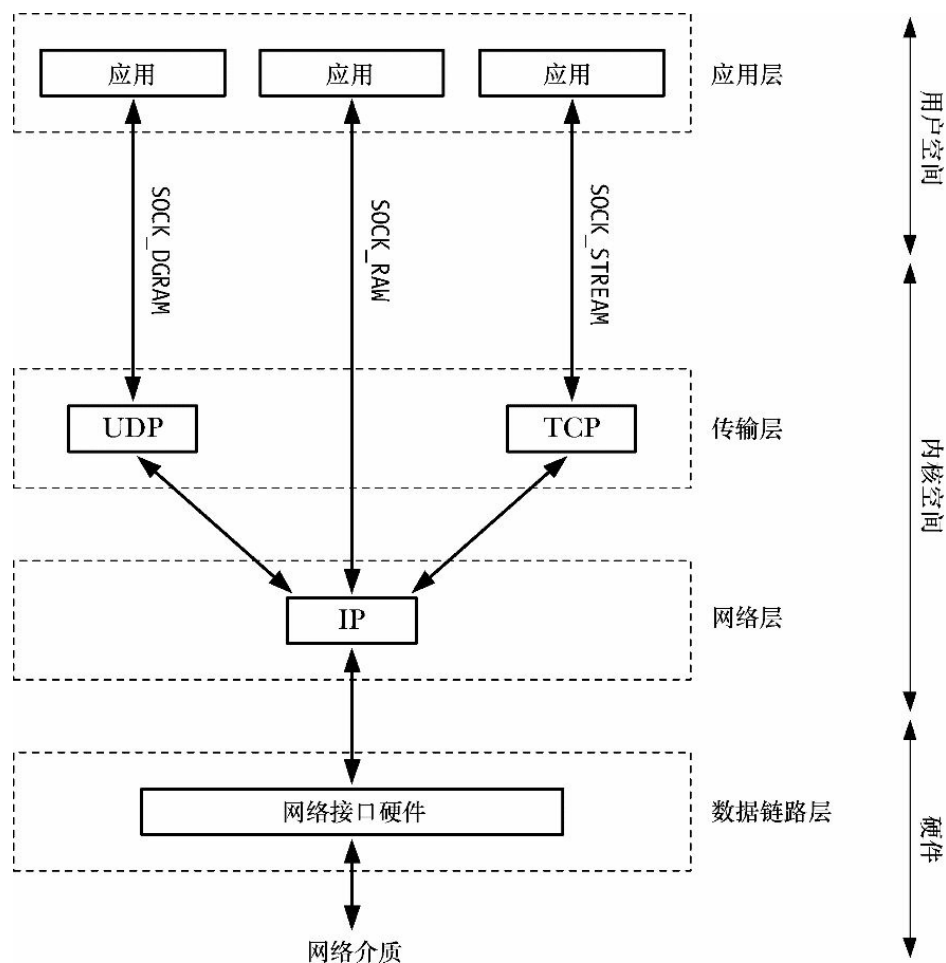 应用
应用
应用
应用层
用户空间
SOCK_DGRAM
SOCK_RAW
SOCK_STREAM
UDP
TCP
传输层
内核空间
IP
网络层
网络接口硬件
数据链路层
硬件
网络介质